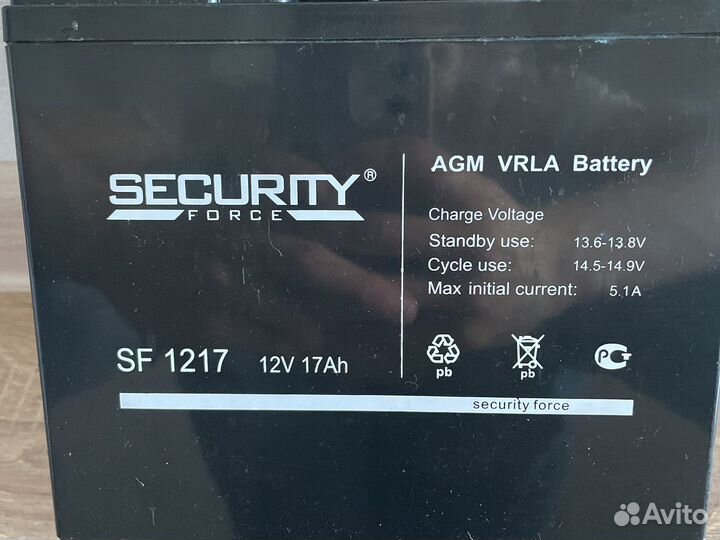 SECURITY®
FORCE
SF 1217 12V 17Ah
AGM VRLA Battery
Charge Voltage
Standby use: 13.6-13.8V
Cycle use: 14.5-14.9V
Max initial current: 5.1A
pb pb PCT
security force
Avito